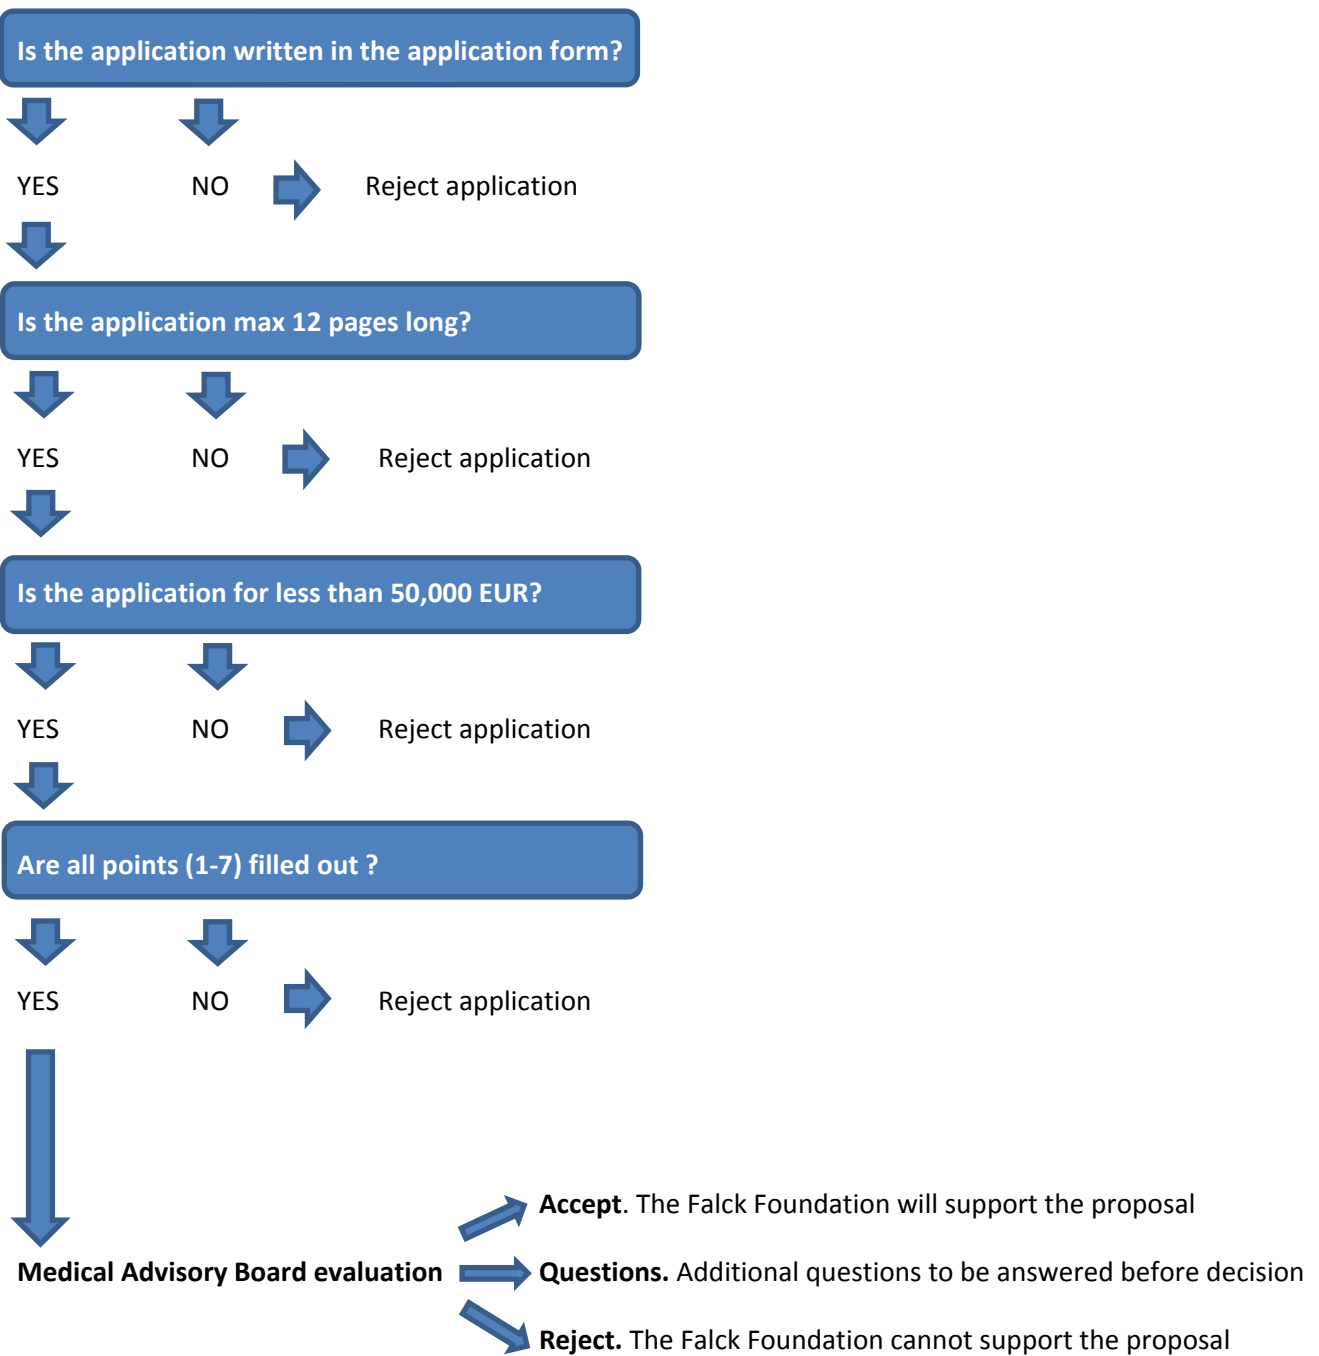 Is the application written in the application form?
YES NO Reject application
Is the application max 12 pages long?
YES NO Reject application
Is the application for less than 50,000 EUR?
YES NO Reject application
Are all points (1-7) filled out ?
YES NO Reject application
Accept. The Falck Foundation will support the proposal
Medical Advisory Board evaluation Questions. Additional questions to be answered before decision
Reject. The Falck Foundation cannot support the proposal